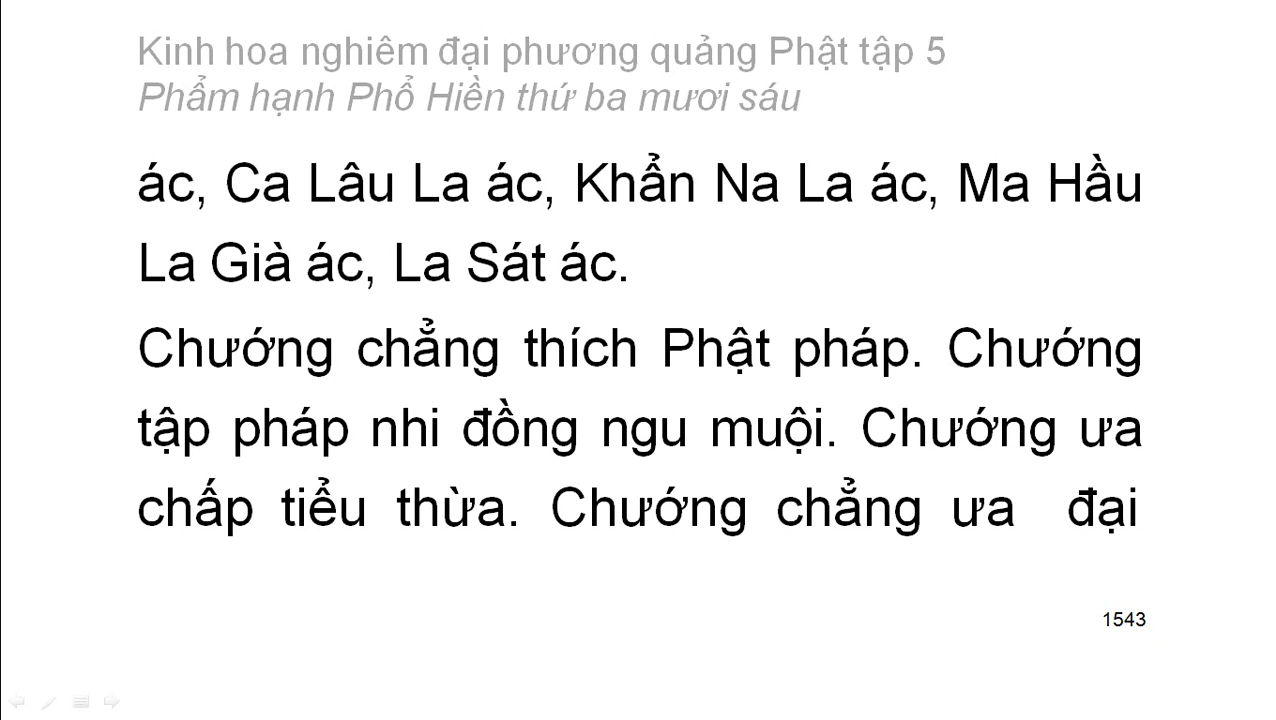 Kinh hoa nghiêm đại phương quảng Phật tập 5
Phẩm hạnh Phổ Hiền thứ ba mươi sáu
ác, Ca Lâu La ác, Khẩn Na La ác, Ma Hầu
La Già ác, La Sát ác.
Chướng chẳng thích Phật pháp. Chướng
tập pháp nhi đồng ngu muội. Chướng ưa
chấp tiểu thừa. Chướng chẳng ưa đại
1543